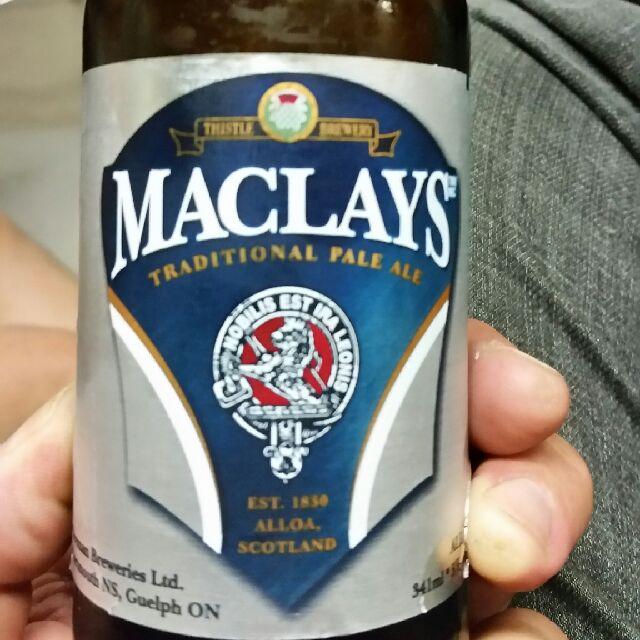 THISTLE BREWERY
MACLAYS
TRADITIONAL PALE ALE
NOBILIS EST IRA LEONIS
EST. 1830
ALLOA,
SCOTLAND
Breweries Ltd.
NS, Guelph ON
341ml